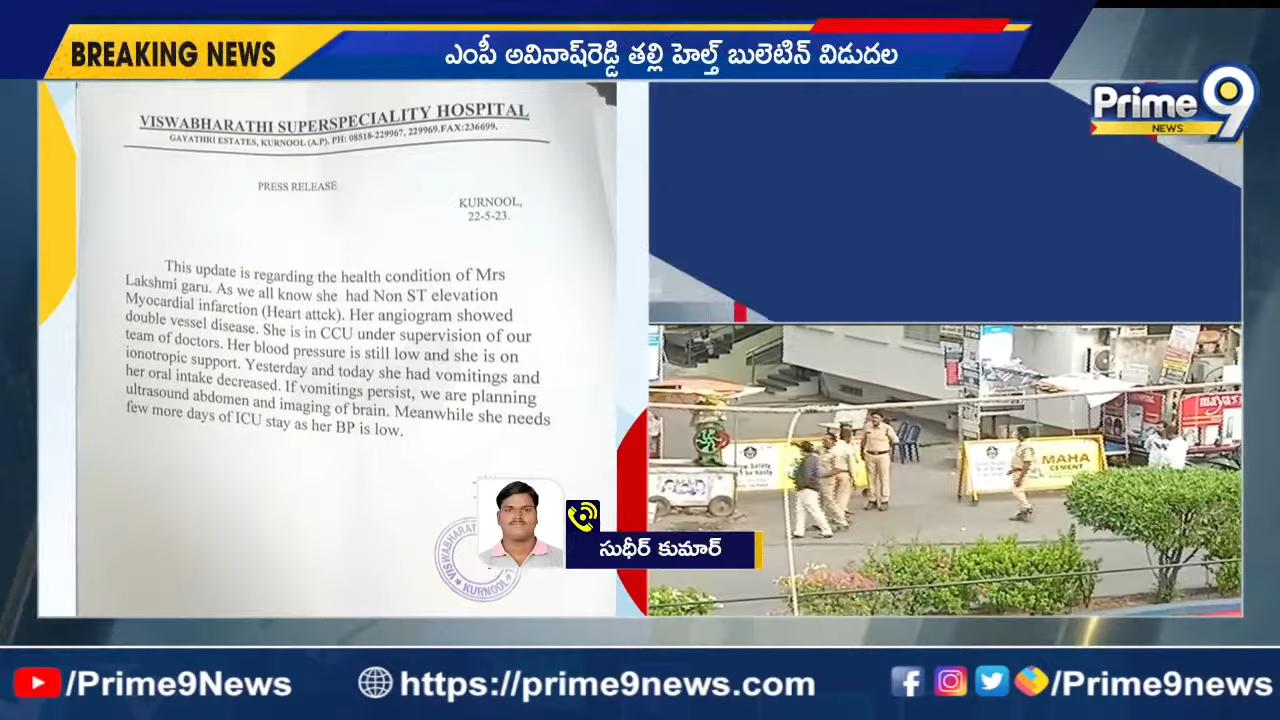 BREAKING NEWS
ఎంపీ అవినాష్‌రెడ్డి తల్లి హెల్త్ బులెటిన్ విడుదల
Prime9
NEWS
VISWABHARATHI SUPERSPECIALITY HOSPITAL
GAYATHRI ESTATES, KURNOOL (A.P). PH: 08518-229967, 229969.FAX:236699.
PRESS RELEASE
KURNOOL,
22-5-23.
This update is regarding the health condition of Mrs
Lakshmi garu. As we all know she had Non ST elevation
Myocardial infarction (Heart attck). Her angiogram showed
double vessel disease. She is in CCU under supervision of our
team of doctors. Her blood pressure is still low and she is on
ionotropic support. Yesterday and today she had vomitings and
her oral intake decreased. If vomitings persist, we are planning
ultrasound abdomen and imaging of brain. Meanwhile she needs
few more days of ICU stay as her BP is low.
KURNOOL
సుధీర్ కుమార్
MAHA
CEMENT
/Prime9News
https://prime9news.com
/Prime9news